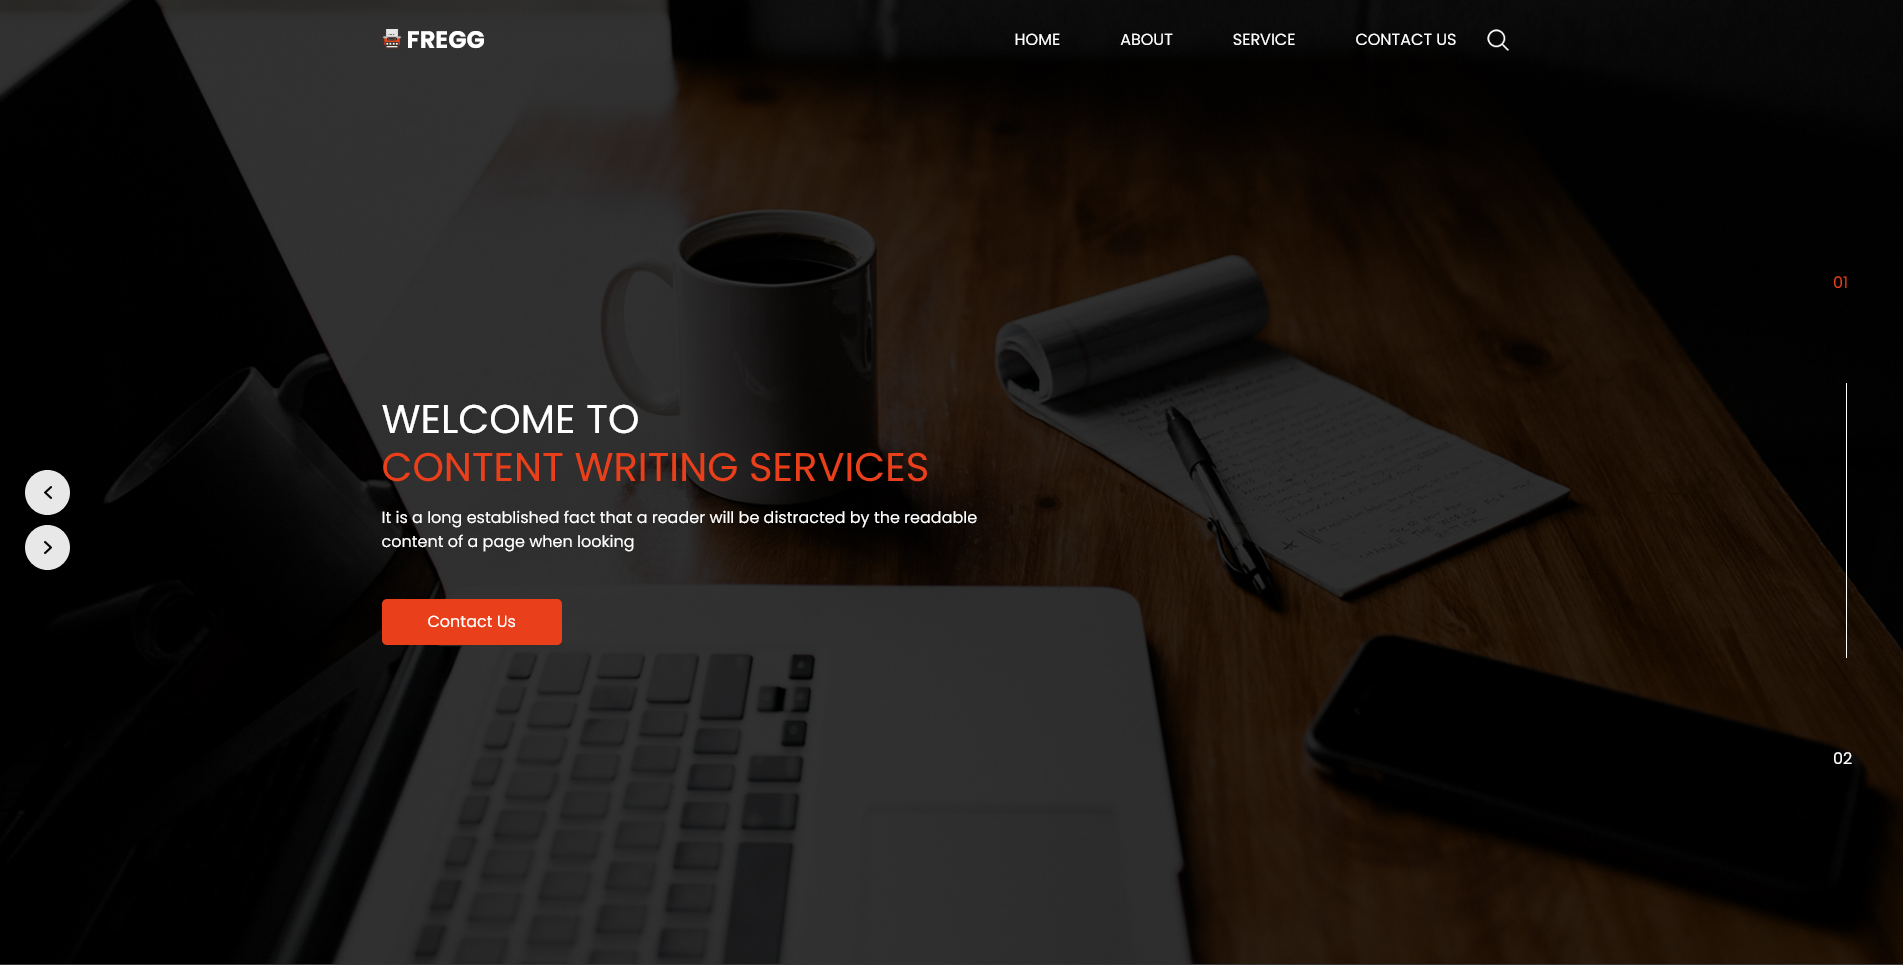 FREGG
HOME ABOUT SERVICE CONTACT US
01
WELCOME TO
CONTENT WRITING SERVICES
It is a long established fact that a reader will be distracted by the readable
content of a page when looking
Contact Us
02